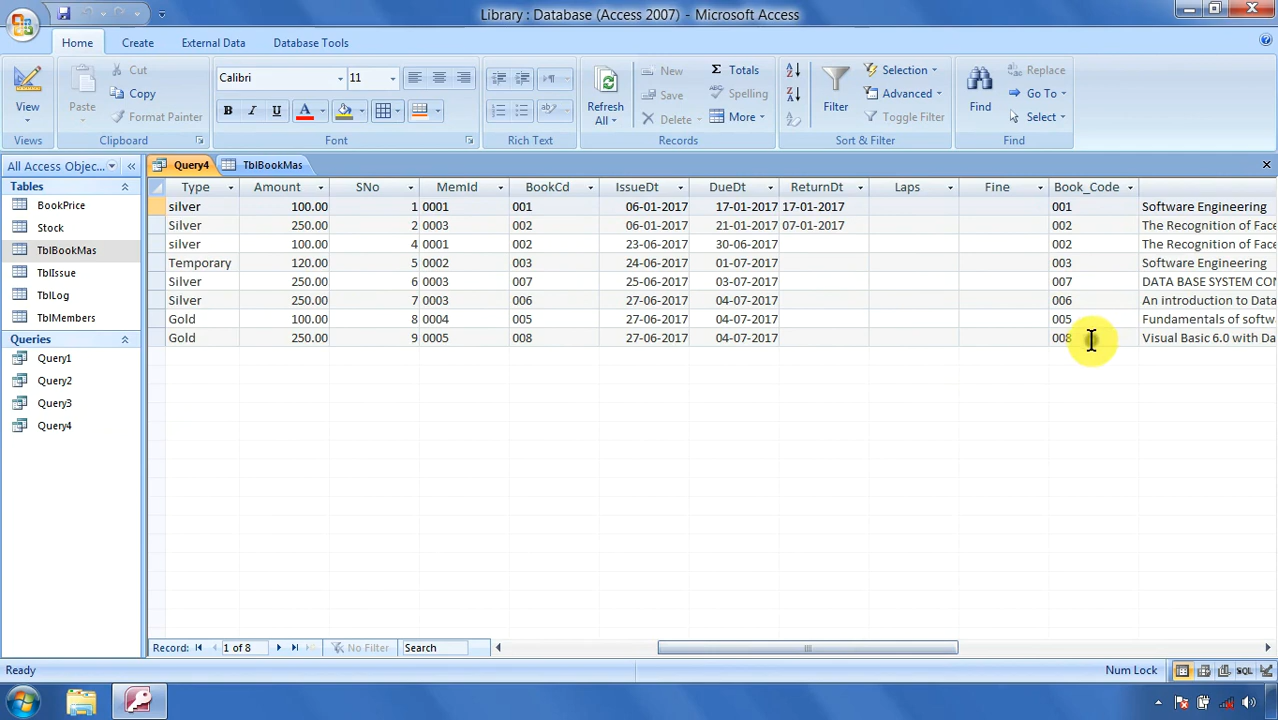 Library : Database (Access 2007) - Microsoft Access
Home Create External Data Database Tools
View
Views
Paste
Cut
Copy
Format Painter
Clipboard
Calibri 11
B I U A
Font
Rich Text
Refresh All
New
Save
Delete
Totals
Spelling
More
Records
Filter
Selection
Advanced
Toggle Filter
Sort & Filter
Find
Replace
Go To
Select
Find
All Access Objec...
Tables
BookPrice
Stock
TblBookMas
TblIssue
TblLog
TblMembers
Queries
Query1
Query2
Query3
Query4
Query4 TblBookMas
Type Amount SNo MemId BookCd IssueDt DueDt ReturnDt Laps Fine Book_Code
silver 100.00 1 0001 001 06-01-2017 17-01-2017 17-01-2017 001 Software Engineering
Silver 250.00 2 0003 002 06-01-2017 21-01-2017 07-01-2017 002 The Recognition of Face
silver 100.00 4 0001 002 23-06-2017 30-06-2017 002 The Recognition of Face
Temporary 120.00 5 0002 003 24-06-2017 01-07-2017 003 Software Engineering
Silver 250.00 6 0003 007 25-06-2017 03-07-2017 007 DATA BASE SYSTEM CON
Silver 250.00 7 0003 006 27-06-2017 04-07-2017 006 An introduction to Data
Gold 100.00 8 0004 005 27-06-2017 04-07-2017 005 Fundamentals of softw
Gold 250.00 9 0005 008 27-06-2017 04-07-2017 008 Visual Basic 6.0 with Da
Record: 1 of 8 No Filter Search
Ready Num Lock SQL